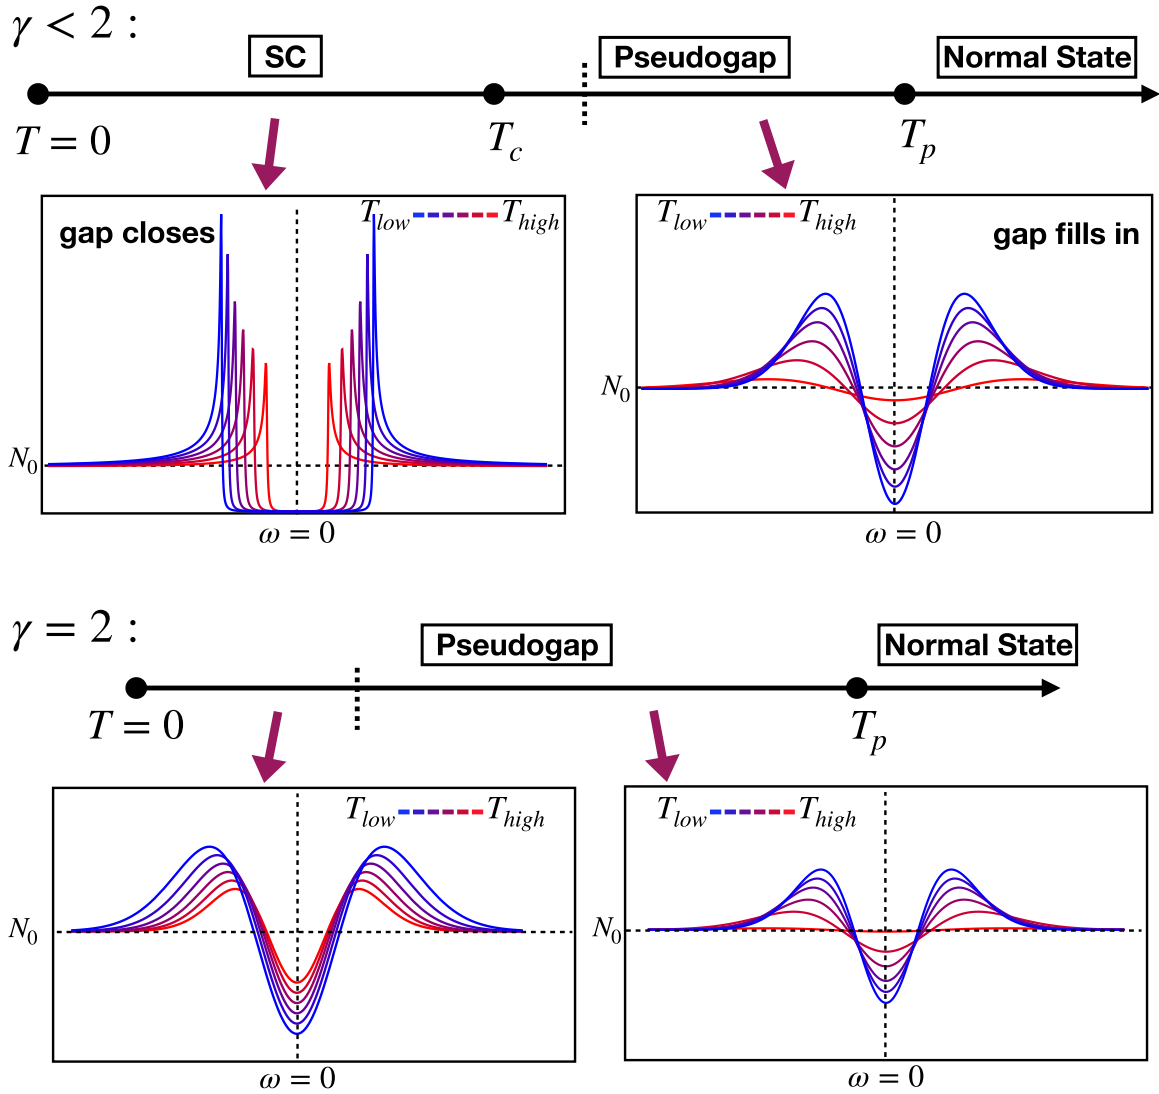 γ < 2 :
SC
Pseudogap
Normal State
T = 0
T_c
T_p
gap closes
T_low T_high
N_0
ω = 0
T_low T_high
gap fills in
N_0
ω = 0
γ = 2 :
Pseudogap
Normal State
T = 0
T_p
T_low T_high
N_0
ω = 0
T_low T_high
N_0
ω = 0